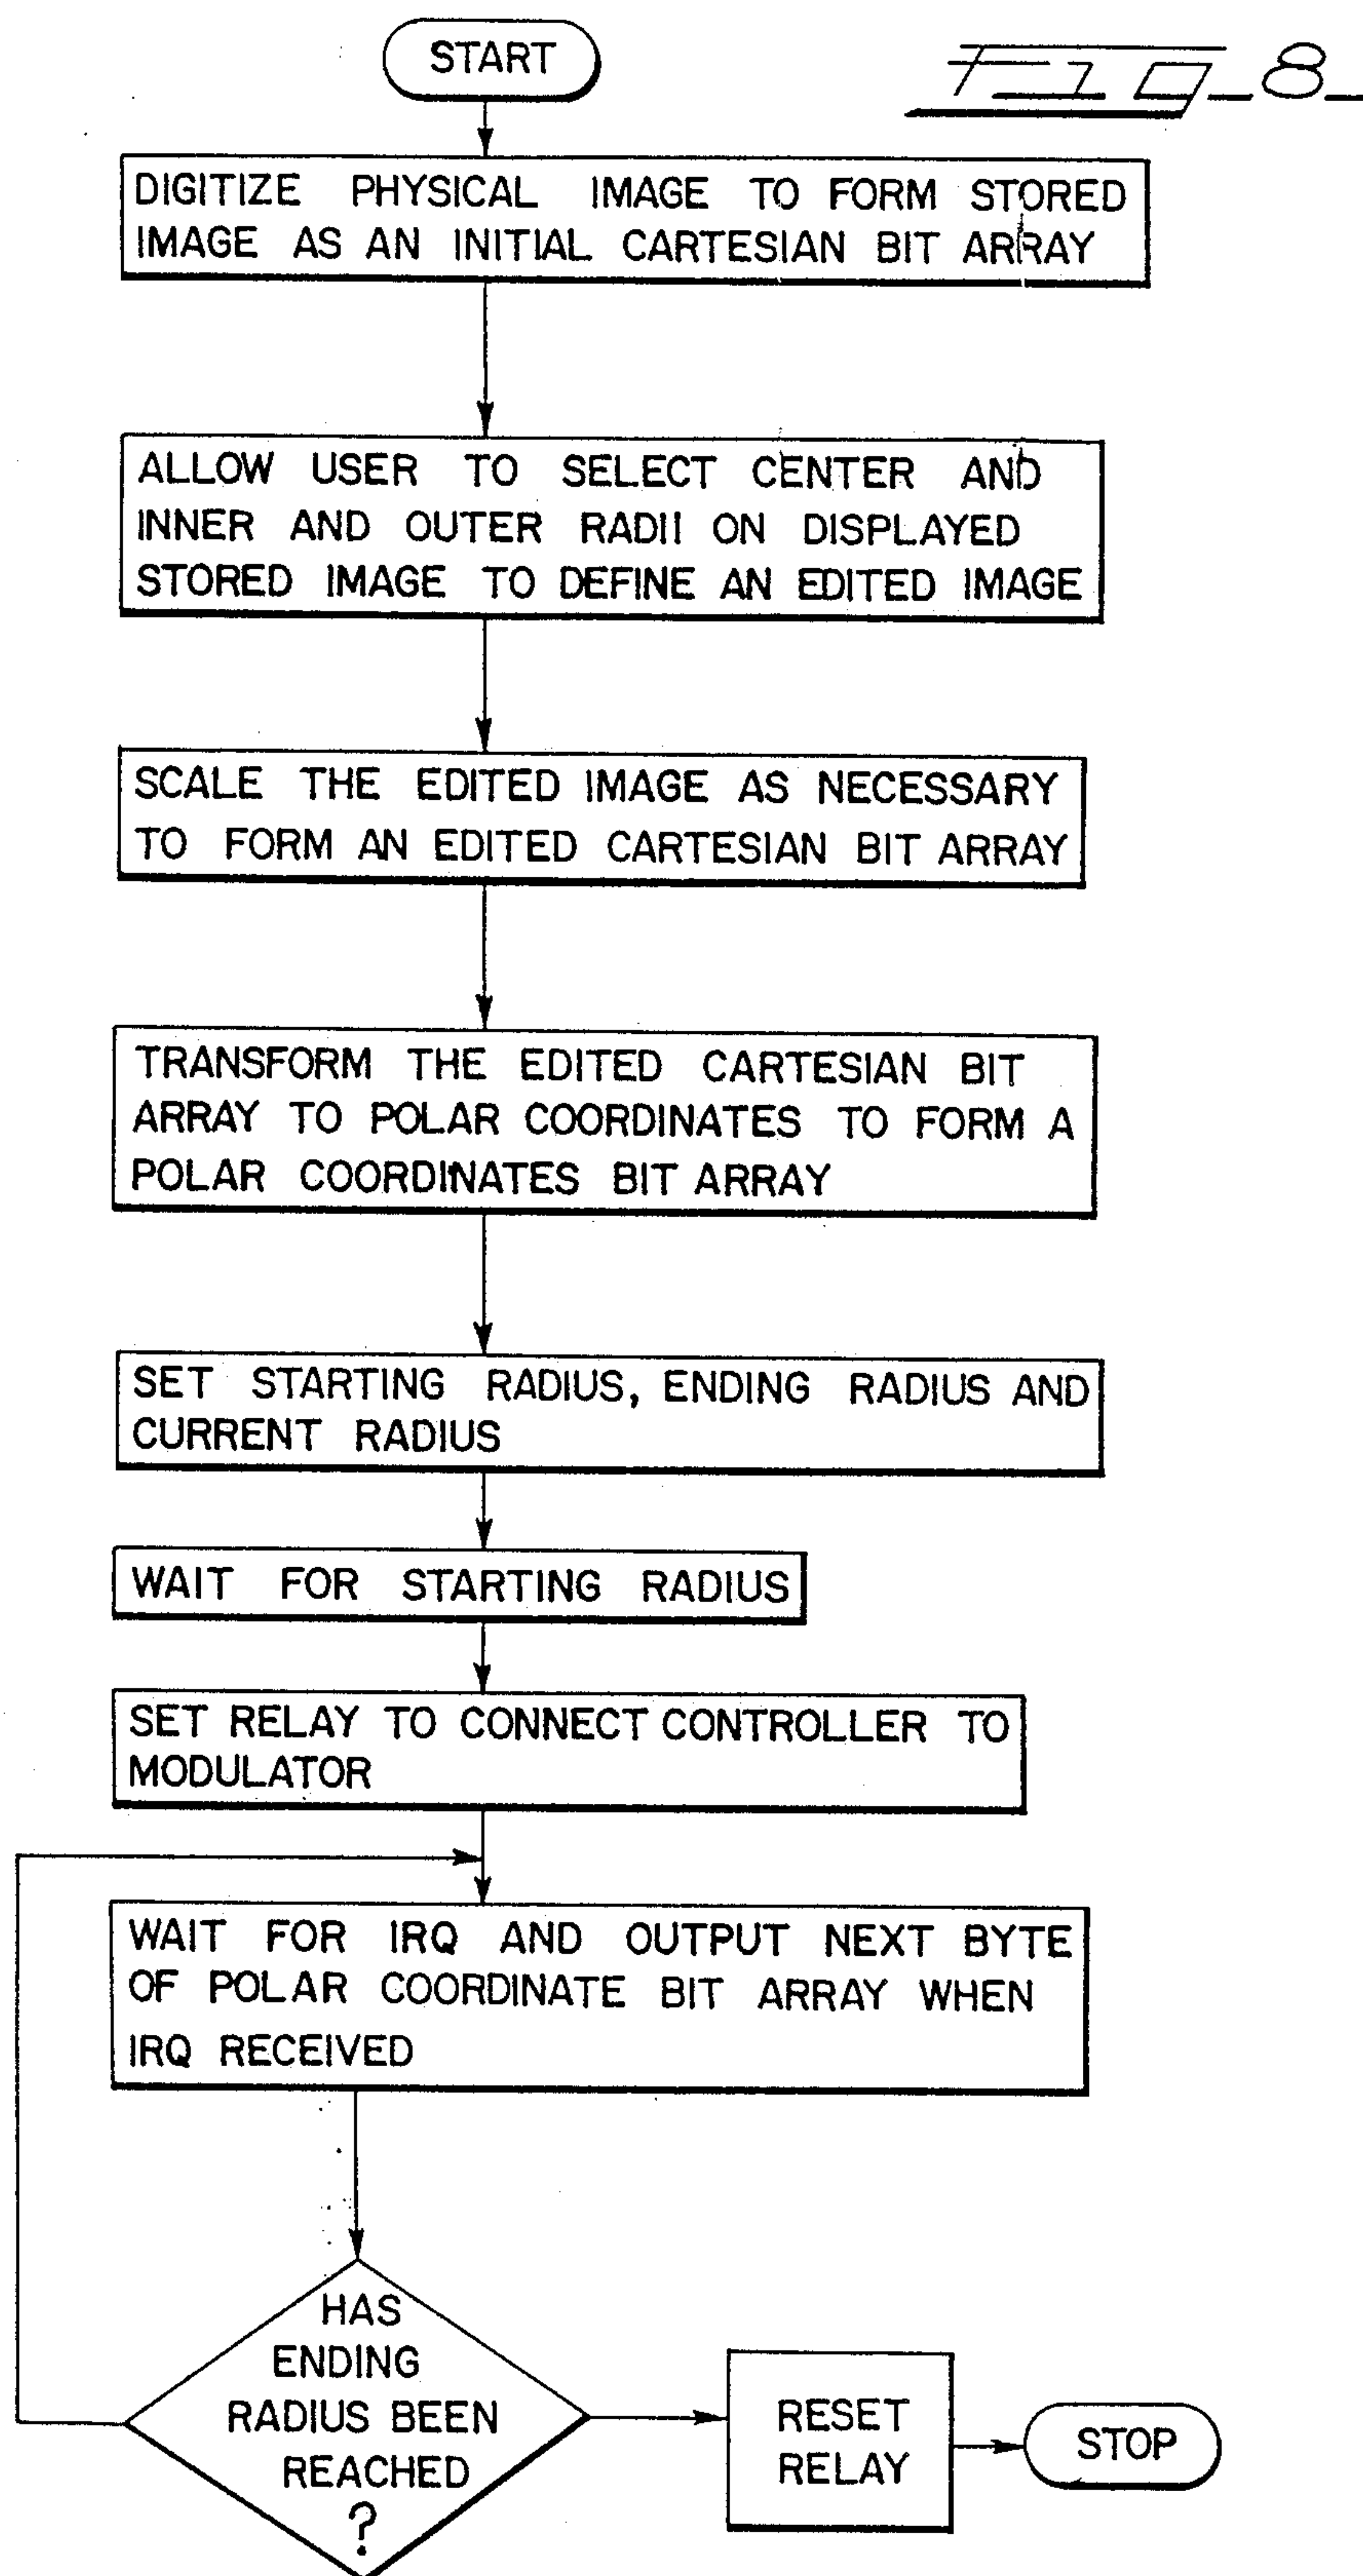 START
Fig_8_
DIGITIZE PHYSICAL IMAGE TO FORM STORED
IMAGE AS AN INITIAL CARTESIAN BIT ARRAY
ALLOW USER TO SELECT CENTER AND
INNER AND OUTER RADII ON DISPLAYED
STORED IMAGE TO DEFINE AN EDITED IMAGE
SCALE THE EDITED IMAGE AS NECESSARY
TO FORM AN EDITED CARTESIAN BIT ARRAY
TRANSFORM THE EDITED CARTESIAN BIT
ARRAY TO POLAR COORDINATES TO FORM A
POLAR COORDINATES BIT ARRAY
SET STARTING RADIUS, ENDING RADIUS AND
CURRENT RADIUS
WAIT FOR STARTING RADIUS
SET RELAY TO CONNECT CONTROLLER TO
MODULATOR
WAIT FOR IRQ AND OUTPUT NEXT BYTE
OF POLAR COORDINATE BIT ARRAY WHEN
IRQ RECEIVED
HAS
ENDING
RADIUS BEEN
REACHED
?
RESET
RELAY
STOP